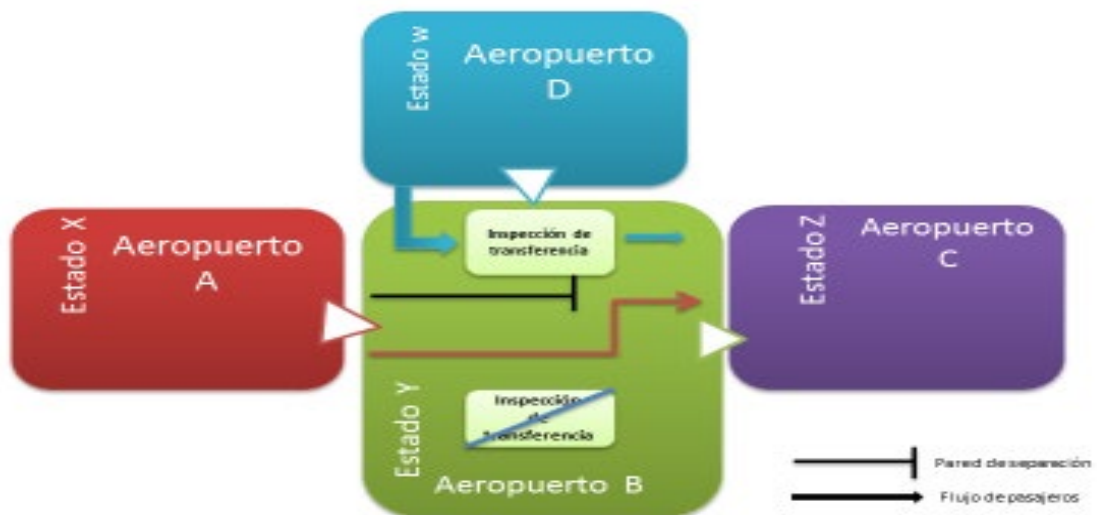 Estado w
Aeropuerto
D
Estado X
Aeropuerto
A
Inspección de
transferencia
Estado Z
Aeropuerto
C
Estado Y
Inspección
de
transferencia
Aeropuerto B
Pared de separación
Flujo de pasajeros